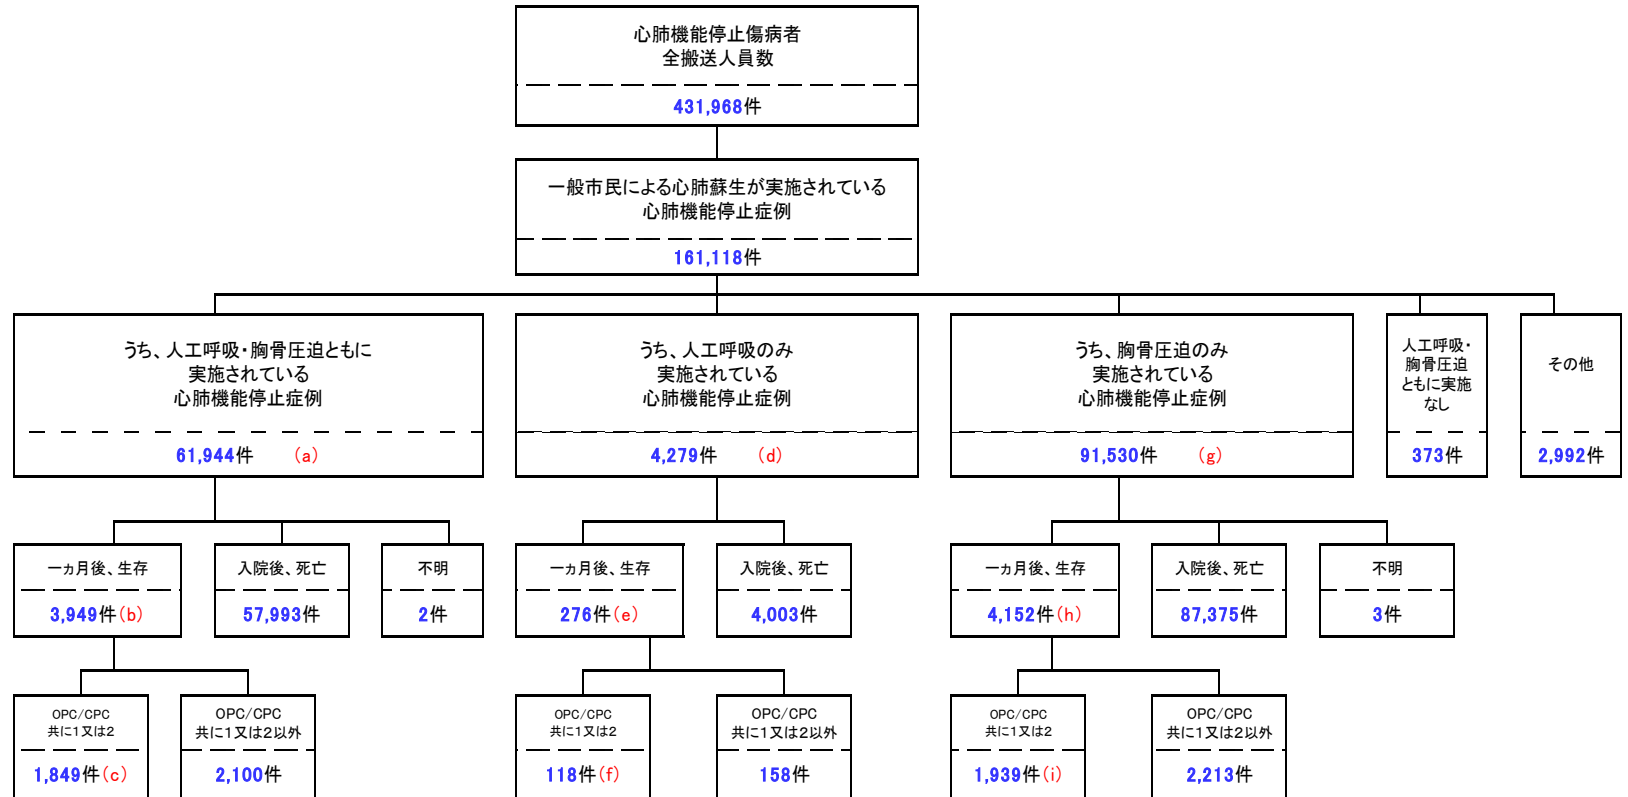 心肺機能停止傷病者
全搬送人員数
431,968件
一般市民による心肺蘇生が実施されている
心肺機能停止症例
161,118件
うち、人工呼吸・胸骨圧迫ともに
実施されている
心肺機能停止症例
61,944件 (a)
うち、人工呼吸のみ
実施されている
心肺機能停止症例
4,279件 (d)
うち、胸骨圧迫のみ
実施されている
心肺機能停止症例
91,530件 (g)
人工呼吸・
胸骨圧迫
ともに実施
なし
373件
その他
2,992件
一ヵ月後、生存
3,949件(b)
入院後、死亡
57,993件
不明
2件
一ヵ月後、生存
276件(e)
入院後、死亡
4,003件
一ヵ月後、生存
4,152件(h)
入院後、死亡
87,375件
不明
3件
OPC/CPC
共に1又は2
1,849件(c)
OPC/CPC
共に1又は2以外
2,100件
OPC/CPC
共に1又は2
118件(f)
OPC/CPC
共に1又は2以外
158件
OPC/CPC
共に1又は2
1,939件(i)
OPC/CPC
共に1又は2以外
2,213件